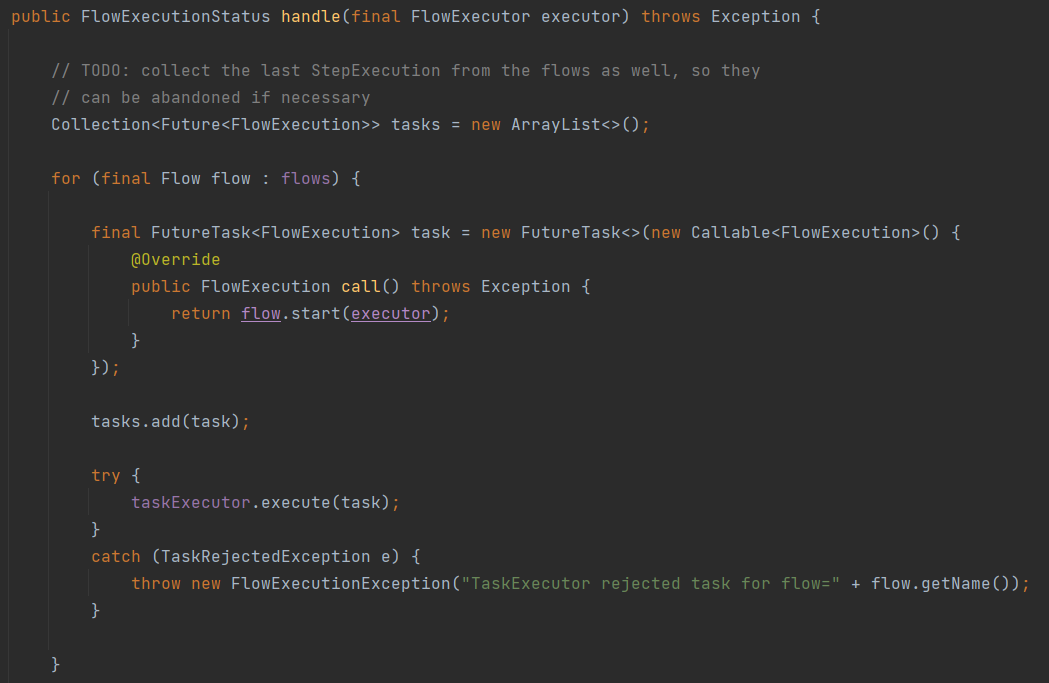 public FlowExecutionStatus handle(final FlowExecutor executor) throws Exception {
// TODO: collect the last StepExecution from the flows as well, so they
// can be abandoned if necessary
Collection<Future<FlowExecution>> tasks = new ArrayList<>();
for (final Flow flow : flows) {
final FutureTask<FlowExecution> task = new FutureTask<>(new Callable<FlowExecution>() {
@Override
public FlowExecution call() throws Exception {
return flow.start(executor);
}
});
tasks.add(task);
try {
taskExecutor.execute(task);
}
catch (TaskRejectedException e) {
throw new FlowExecutionException("TaskExecutor rejected task for flow=" + flow.getName());
}
}